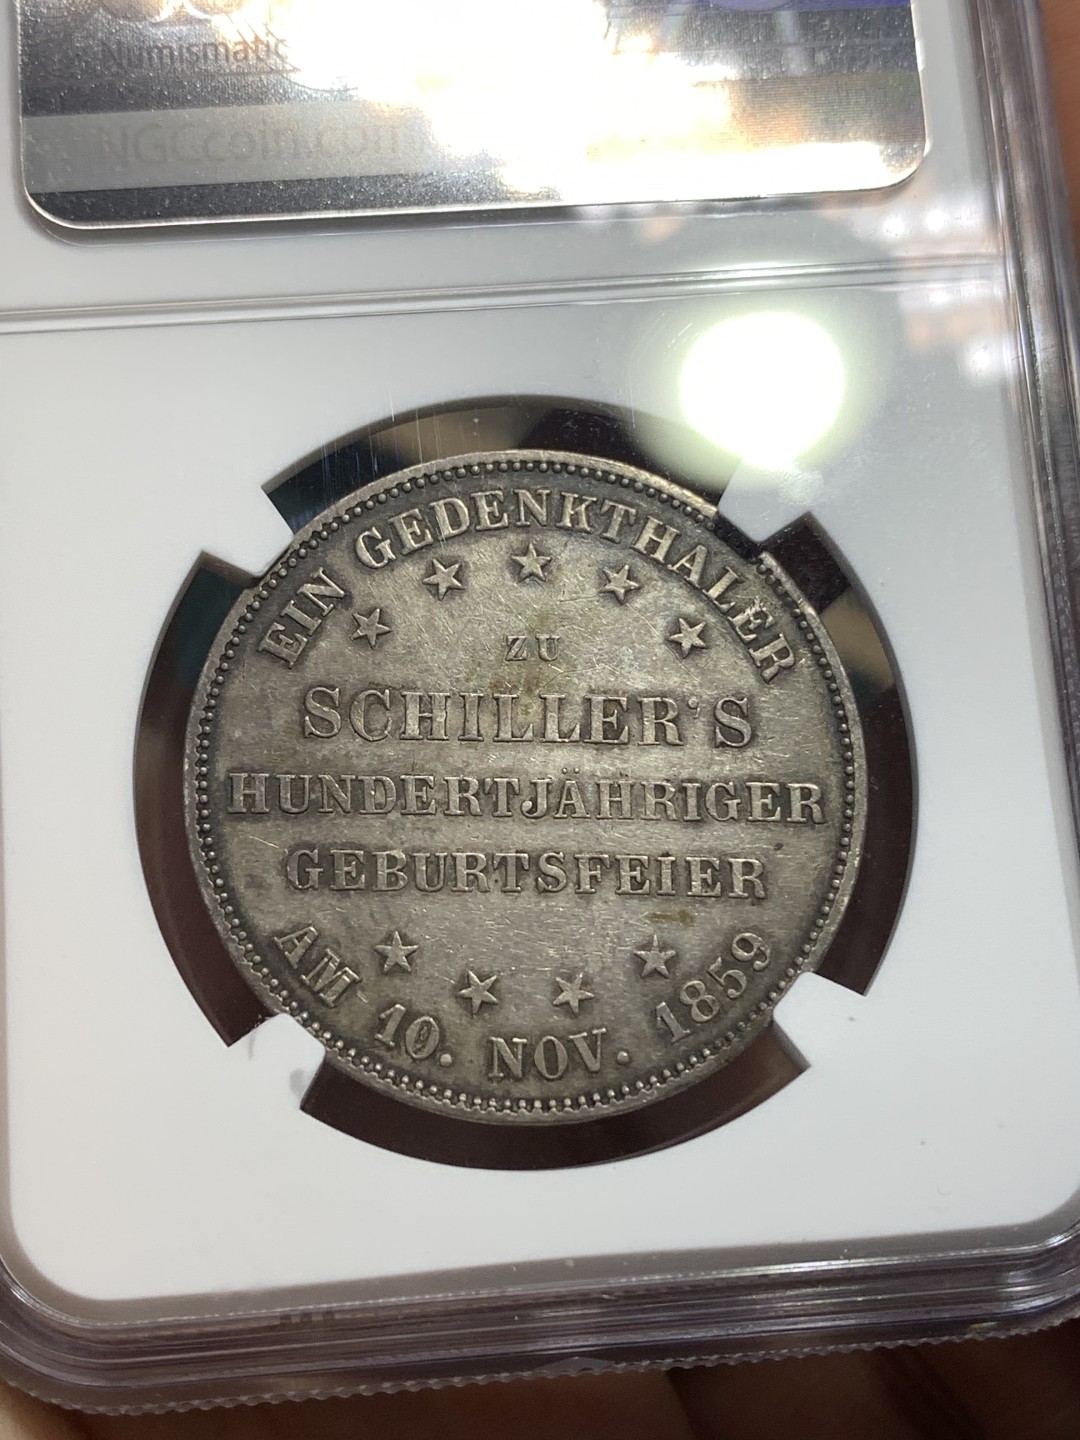 Numismatic
NGCcoin.com
EIN GEDENKTHALER
ZU
SCHILLER'S
HUNDERTJÄHRIGER
GEBURTSFEIER
AM 10. NOV. 1859